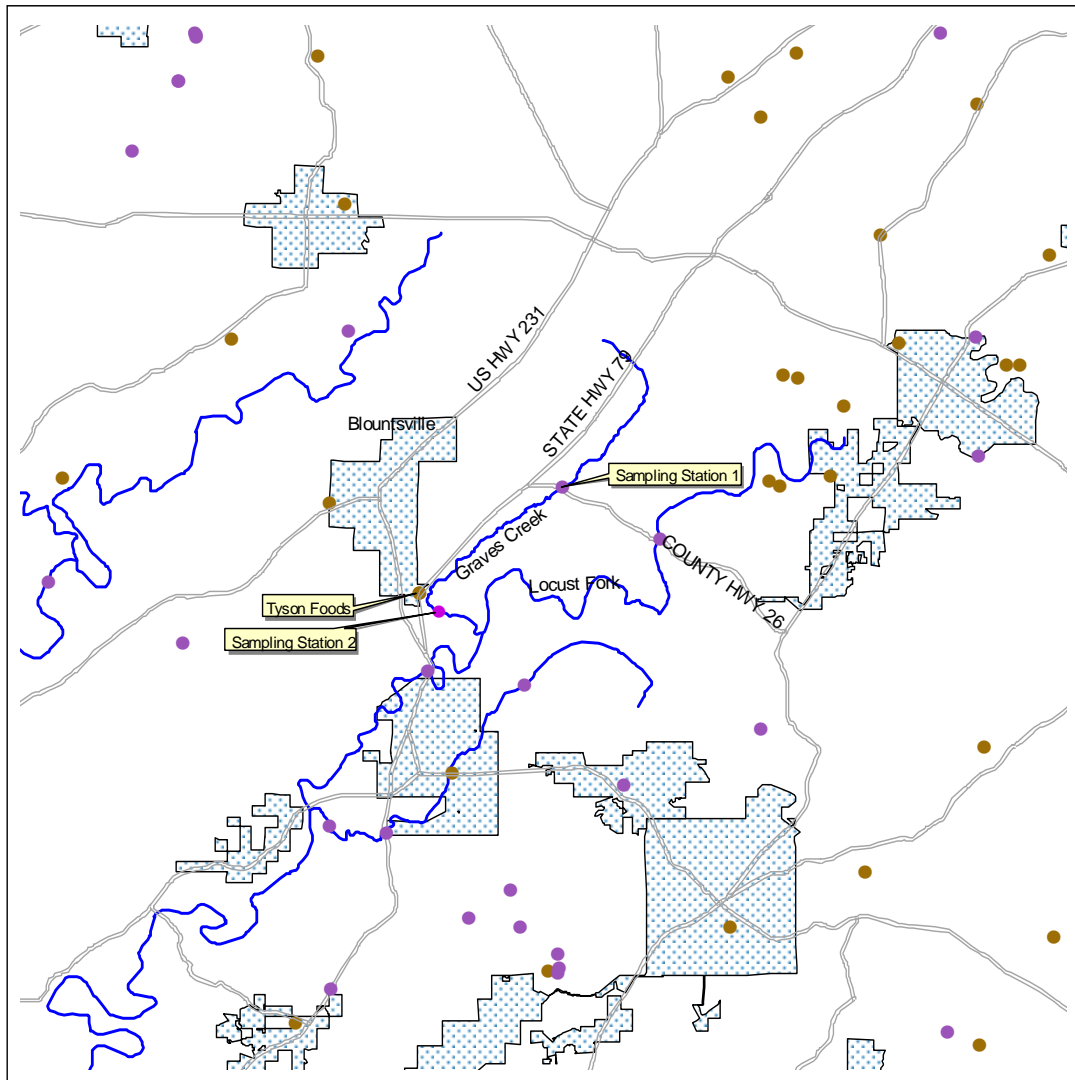 US HWY 231
STATE HWY 79
Blountsville
Sampling Station 1
Graves Creek
COUNTY HWY 26
Locust Fork
Tyson Foods
Sampling Station 2